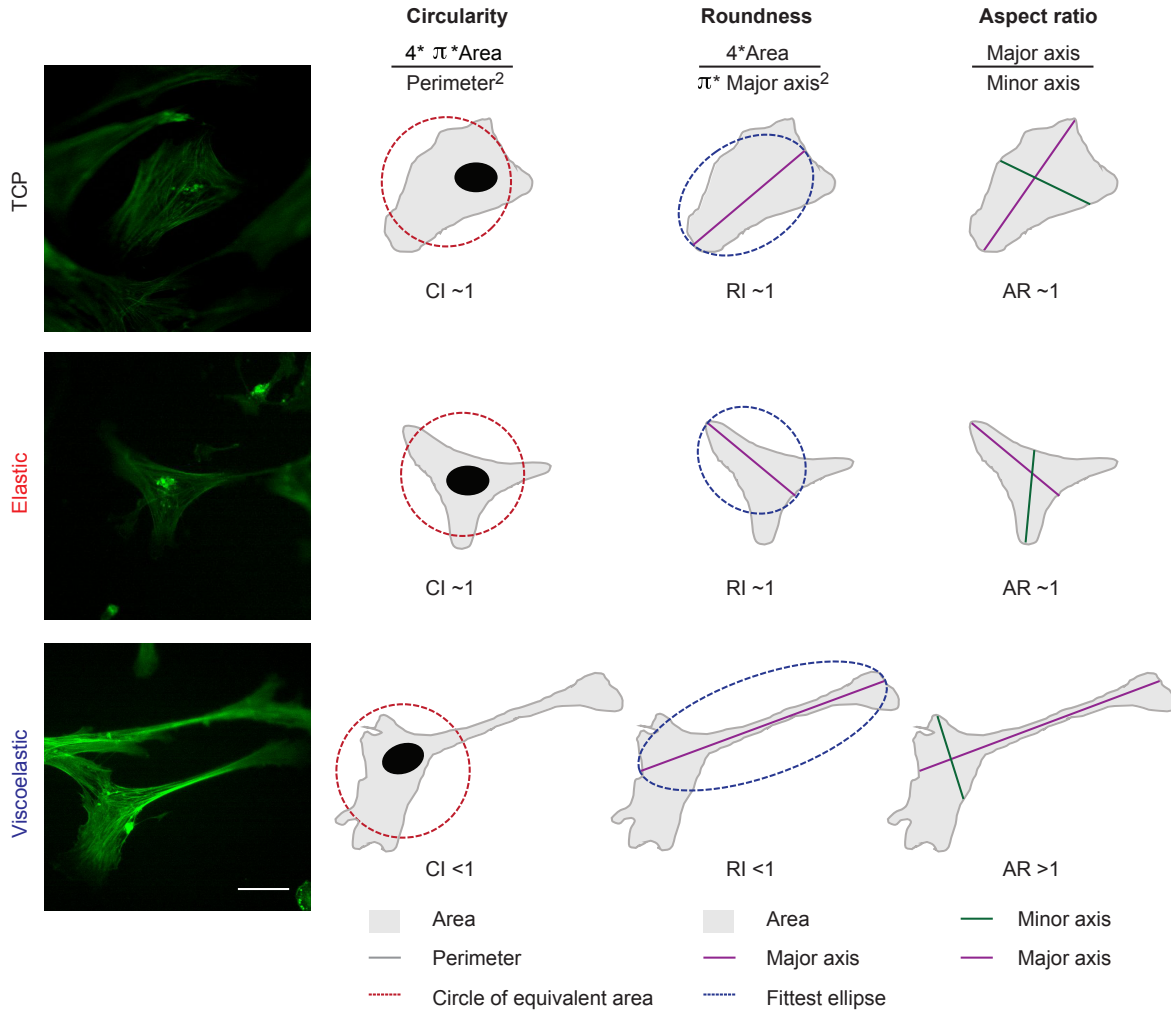 Circularity
Roundness
Aspect ratio
4* π *Area
Perimeter2
4*Area
π* Major axis2
Major axis
Minor axis
TCP
CI ~1
RI ~1
AR ~1
Elastic
CI ~1
RI ~1
AR ~1
Viscoelastic
CI <1
RI <1
AR >1
Area
Area
Minor axis
Perimeter
Major axis
Major axis
Circle of equivalent area
Fittest ellipse